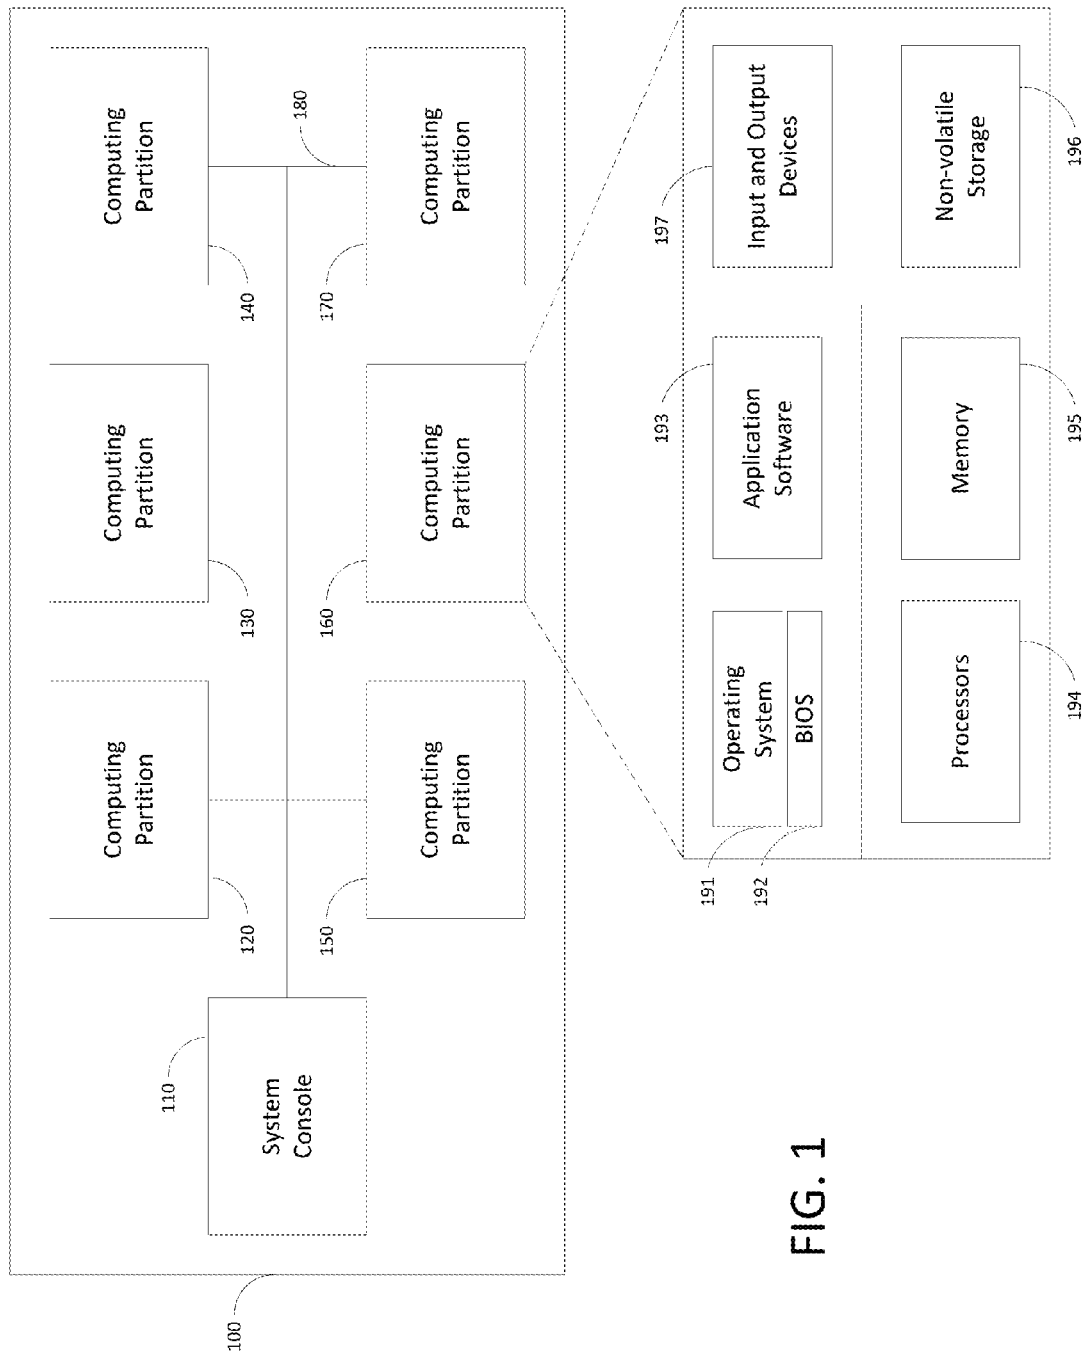 100
110
System
Console
120
Computing
Partition
130
Computing
Partition
140
Computing
Partition
150
Computing
Partition
160
Computing
Partition
170
Computing
Partition
180
191
Operating
System
192
BIOS
193
Application
Software
197
Input and Output
Devices
Processors
194
Memory
195
Non-volatile
Storage
196
FIG. 1